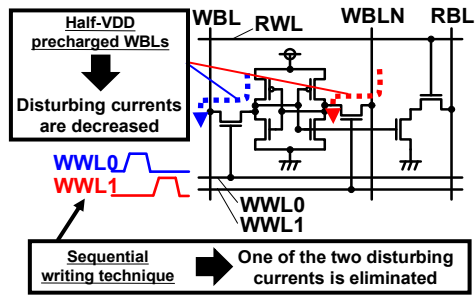 WBL
WBLN
RBL
RWL
Half-VDD
precharged WBLs
Disturbing currents
are decreased
WWL0
WWL1
WWL0
WWL1
Sequential
writing technique
One of the two disturbing
currents is eliminated